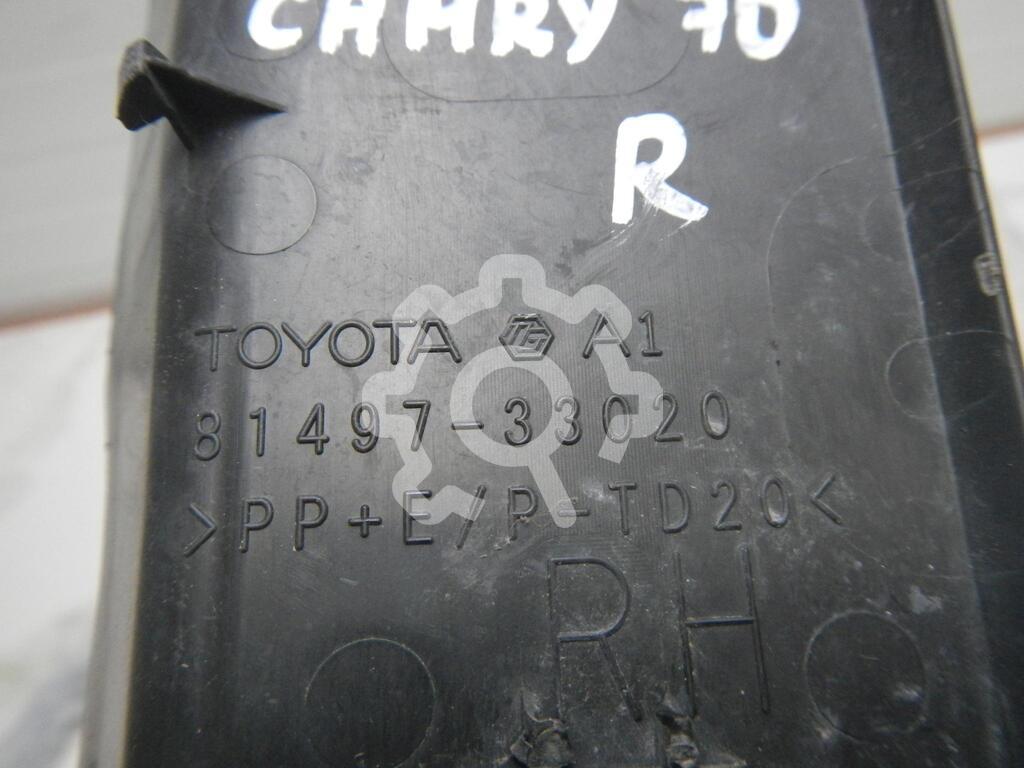 CAMRY 70
R
TOYOTA A1
81497-33020
>PP+E/P-TD20<
RH